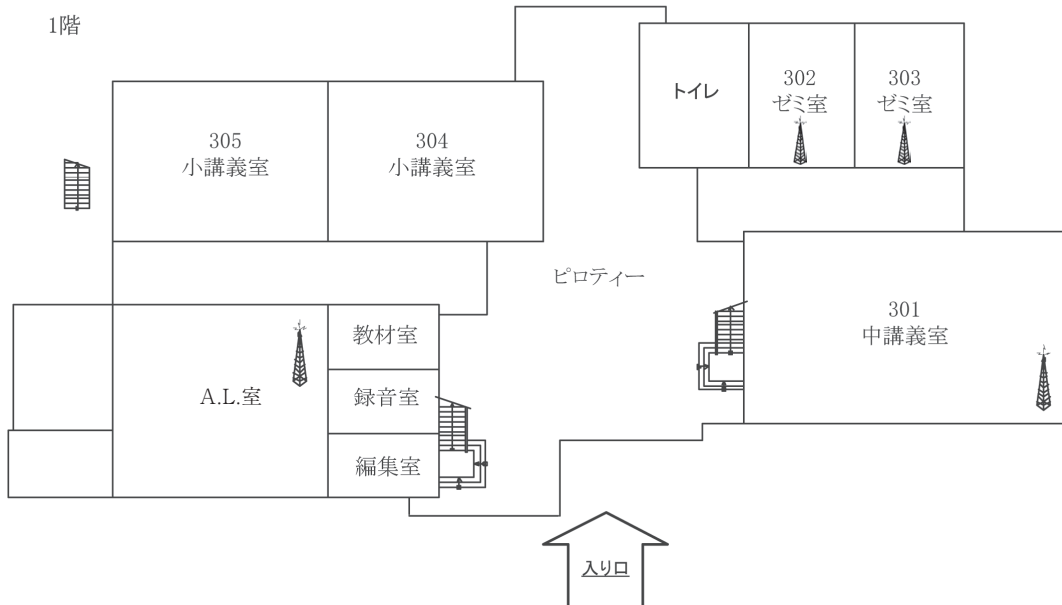 1階
トイレ
302
ゼミ室
303
ゼミ室
305
小講義室
304
小講義室
ピロティー
301
中講義室
教材室
A.L.室
録音室
編集室
入り口